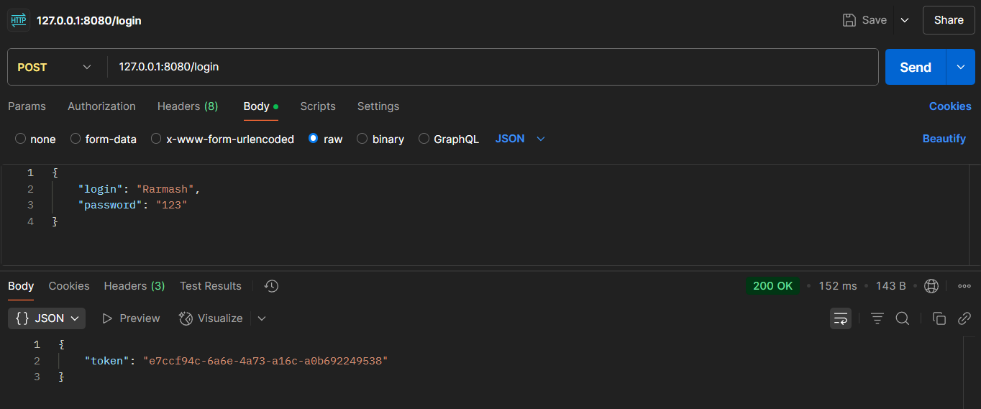 HTTP 127.0.0.1:8080/login Save Share
POST 127.0.0.1:8080/login Send
Params Authorization Headers (8) Body Scripts Settings Cookies
none form-data x-www-form-urlencoded raw binary GraphQL JSON Beautify
1 {
2 "login": "Rarmash",
3 "password": "123"
4 }
Body Cookies Headers (3) Test Results 200 OK • 152 ms • 143 B •
{} JSON Preview Visualize
1 {
2 "token": "e7ccf94c-6a6e-4a73-a16c-a0b692249538"
3 }